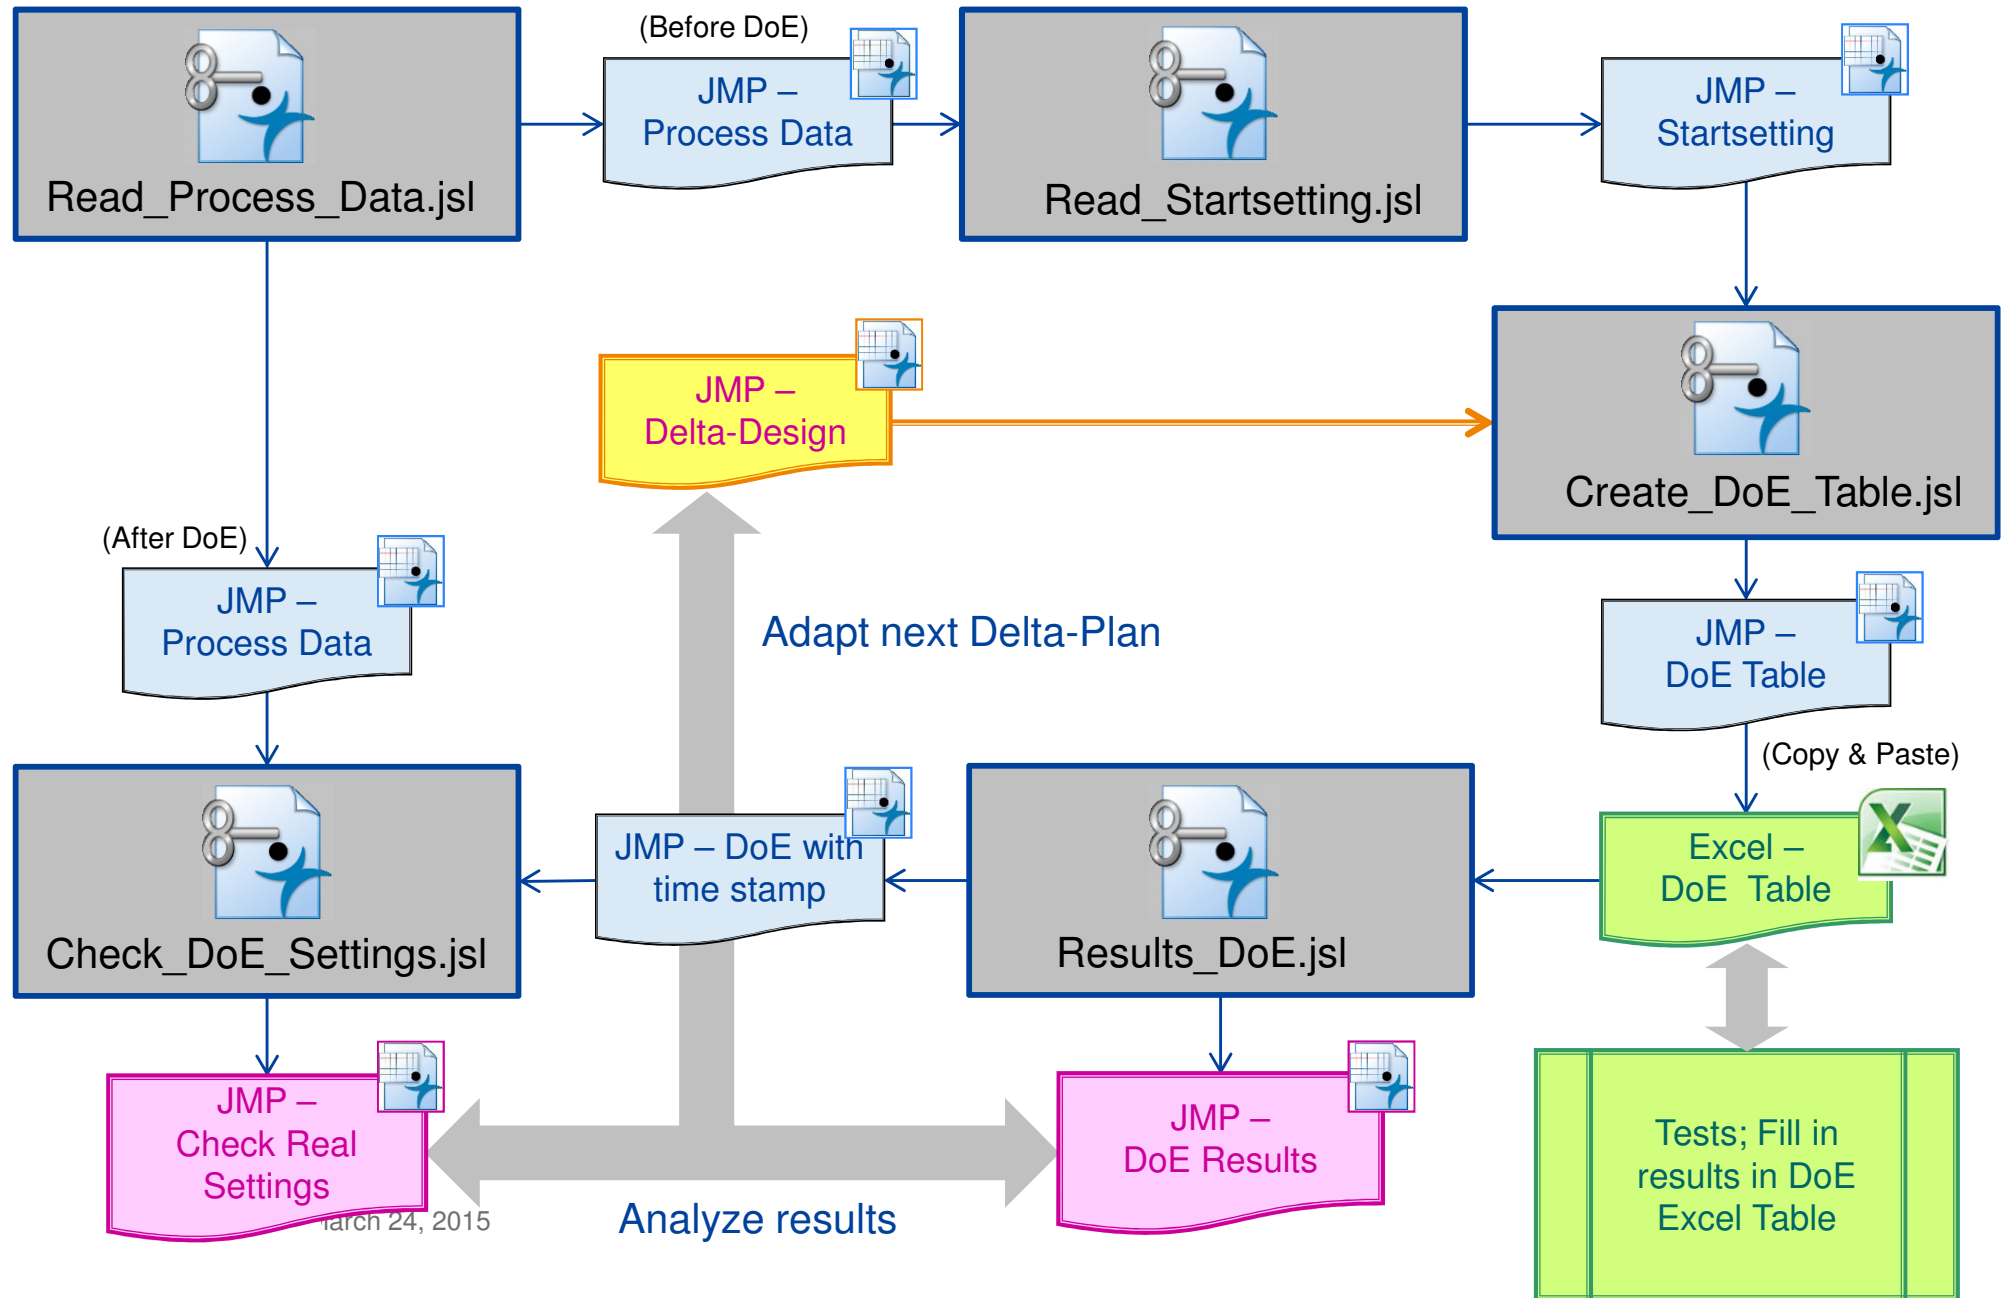 (Before DoE)
JMP –
Process Data
JMP –
Startsetting
Read_Process_Data.jsl
Read_Startsetting.jsl
JMP –
Delta-Design
Create_DoE_Table.jsl
(After DoE)
JMP –
Process Data
Adapt next Delta-Plan
JMP –
DoE Table
(Copy & Paste)
JMP – DoE with
time stamp
Excel –
DoE Table
Check_DoE_Settings.jsl
Results_DoE.jsl
JMP –
Check Real
Settings
JMP –
DoE Results
Tests; Fill in
results in DoE
Excel Table
24, 2015
Analyze results